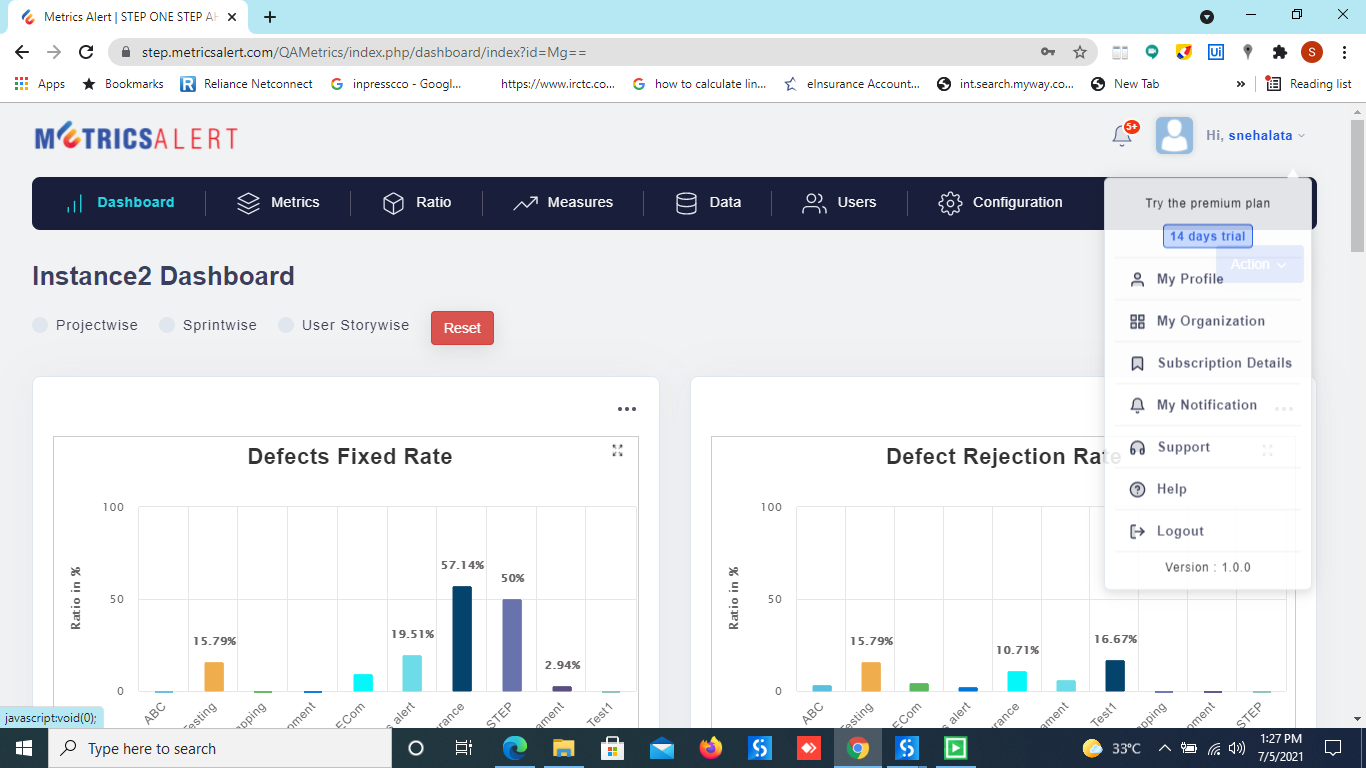 Metrics Alert | STEP ONE STEP AH
step.metricsalert.com/QAMetrics/index.php/dashboard/index?id=Mg==
S
Apps
Bookmarks
Reliance Netconnect
inpresscco - Googl...
https://www.irctc.co...
how to calculate lin...
eInsurance Account...
int.search.myway.co...
New Tab
»
Reading list
METRICSALERT
5+
Hi, snehalata
Dashboard
Metrics
Ratio
Measures
Data
Users
Configuration
Try the premium plan
14 days trial
Action
My Profile
My Organization
Subscription Details
My Notification
Support
Help
Logout
Version : 1.0.0
Instance2 Dashboard
Projectwise
Sprintwise
User Storywise
Reset
Defects Fixed Rate
Ratio in %
100
50
0
15.79%
19.51%
57.14%
50%
2.94%
ABC
Testing
pping
pment
ECom
s alert
urance
STEP
ament
Test1
Defect Rejection Rate
Ratio in %
100
50
0
15.79%
10.71%
16.67%
ABC
Testing
ECom
s alert
urance
ament
Test1
pping
pment
STEP
javascript:void(0);
Type here to search
33°C
1:27 PM
7/5/2021